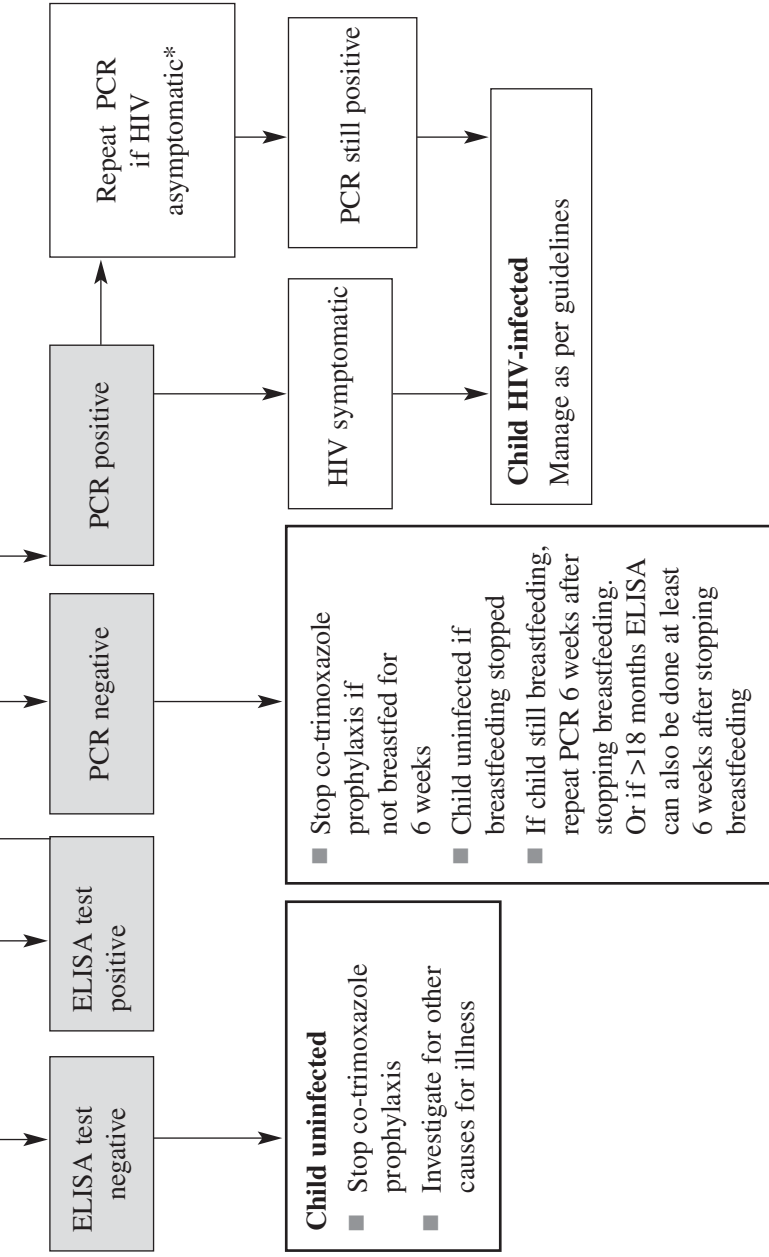 ELISA test
negative
ELISA test
positive
PCR negative
PCR positive
Repeat PCR
if HIV
asymptomatic*
Child uninfected
■ Stop co-trimoxazole
prophylaxis
■ Investigate for other
causes for illness
■ Stop co-trimoxazole
prophylaxis if
not breastfed for
6 weeks
■ Child uninfected if
breastfeeding stopped
■ If child still breastfeeding,
repeat PCR 6 weeks after
stopping breastfeeding.
Or if >18 months ELISA
can also be done at least
6 weeks after stopping
breastfeeding
HIV symptomatic
PCR still positive
Child HIV-infected
Manage as per guidelines